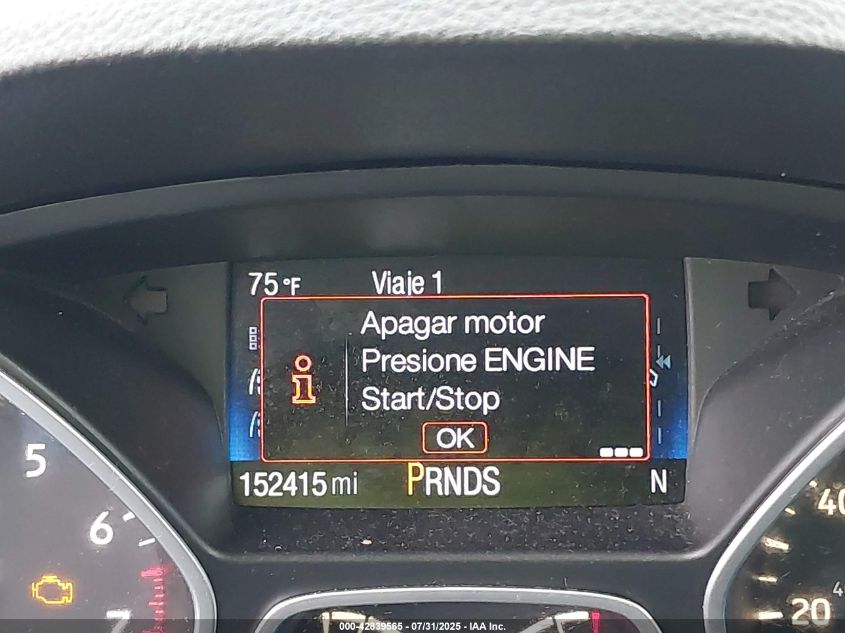 75°F Viaje 1
Apagar motor
Presione ENGINE
Start/Stop
OK
152415 mi PRNDS N
5
6
7
40
20
000-42839565 - 07/31/2025 - IAA Inc.